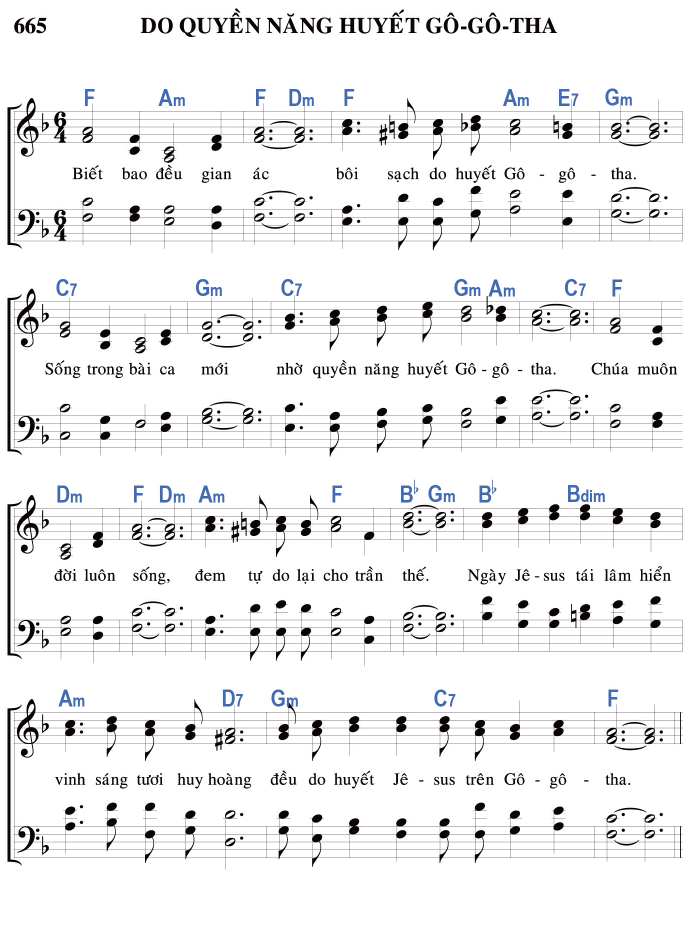 665 DO QUYỀN NĂNG HUYẾT GÔ-GÔ-THA
F Am F Dm F Am E7 Gm
6 4
Biết bao đều gian ác bôi sạch do huyết Gô - gô - tha.
6 4
C7 Gm C7 Gm Am C7 F
Sống trong bài ca mới nhờ quyền năng huyết Gô - gô - tha. Chúa muôn
Dm F Dm Am F B♭ Gm B♭ Bdim
đời luôn sống, đem tự do lại cho trần thế. Ngày Jê - sus tái lâm hiển
Am D7 Gm C7 F
vinh sáng tươi huy hoàng đều do huyết Jê - sus trên Gô - gô - tha.